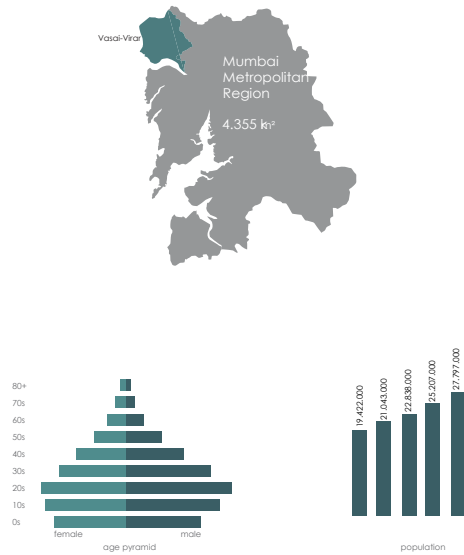 Vasai-Virar
Mumbai
Metropolitan
Region
4.355 km²
80+
70s
60s
50s
40s
30s
20s
10s
0s
female
male
age pyramid
19.422.000
21.043.000
22.838.000
25.207.000
27.797.000
population